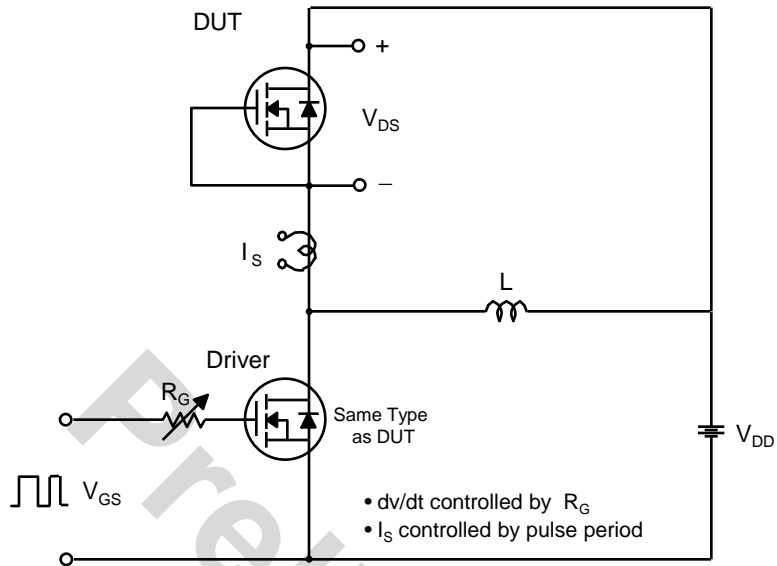 DUT
+
V_DS
−
I_S
L
Driver
R_G
Same Type
as DUT
V_DD
V_GS
• dv/dt controlled by R_G
• I_S controlled by pulse period